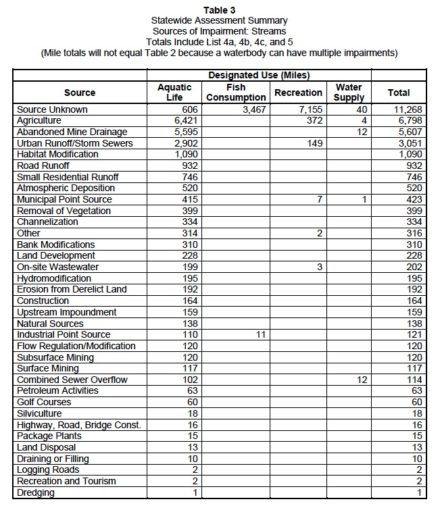 Table 3
Statewide Assessment Summary
Sources of Impairment: Streams
Totals Include List 4a, 4b, 4c, and 5
(Mile totals will not equal Table 2 because a waterbody can have multiple impairments)
Designated Use (Miles)
Source Aquatic Life Fish Consumption Recreation Water Supply Total
Source Unknown 606 3,467 7,155 40 11,268
Agriculture 6,421 372 4 6,798
Abandoned Mine Drainage 5,595 12 5,607
Urban Runoff/Storm Sewers 2,902 149 3,051
Habitat Modification 1,090 1,090
Road Runoff 932 932
Small Residential Runoff 746 746
Atmospheric Deposition 520 520
Municipal Point Source 415 7 1 423
Removal of Vegetation 399 399
Channelization 334 334
Other 314 2 316
Bank Modifications 310 310
Land Development 228 228
On-site Wastewater 199 3 202
Hydromodification 195 195
Erosion from Derelict Land 192 192
Construction 164 164
Upstream Impoundment 159 159
Natural Sources 138 138
Industrial Point Source 110 11 121
Flow Regulation/Modification 120 120
Subsurface Mining 120 120
Surface Mining 117 117
Combined Sewer Overflow 102 12 114
Petroleum Activities 63 63
Golf Courses 60 60
Silviculture 18 18
Highway, Road, Bridge Const. 16 16
Package Plants 15 15
Land Disposal 13 13
Draining or Filling 10 10
Logging Roads 2 2
Recreation and Tourism 2 2
Dredging 1 1